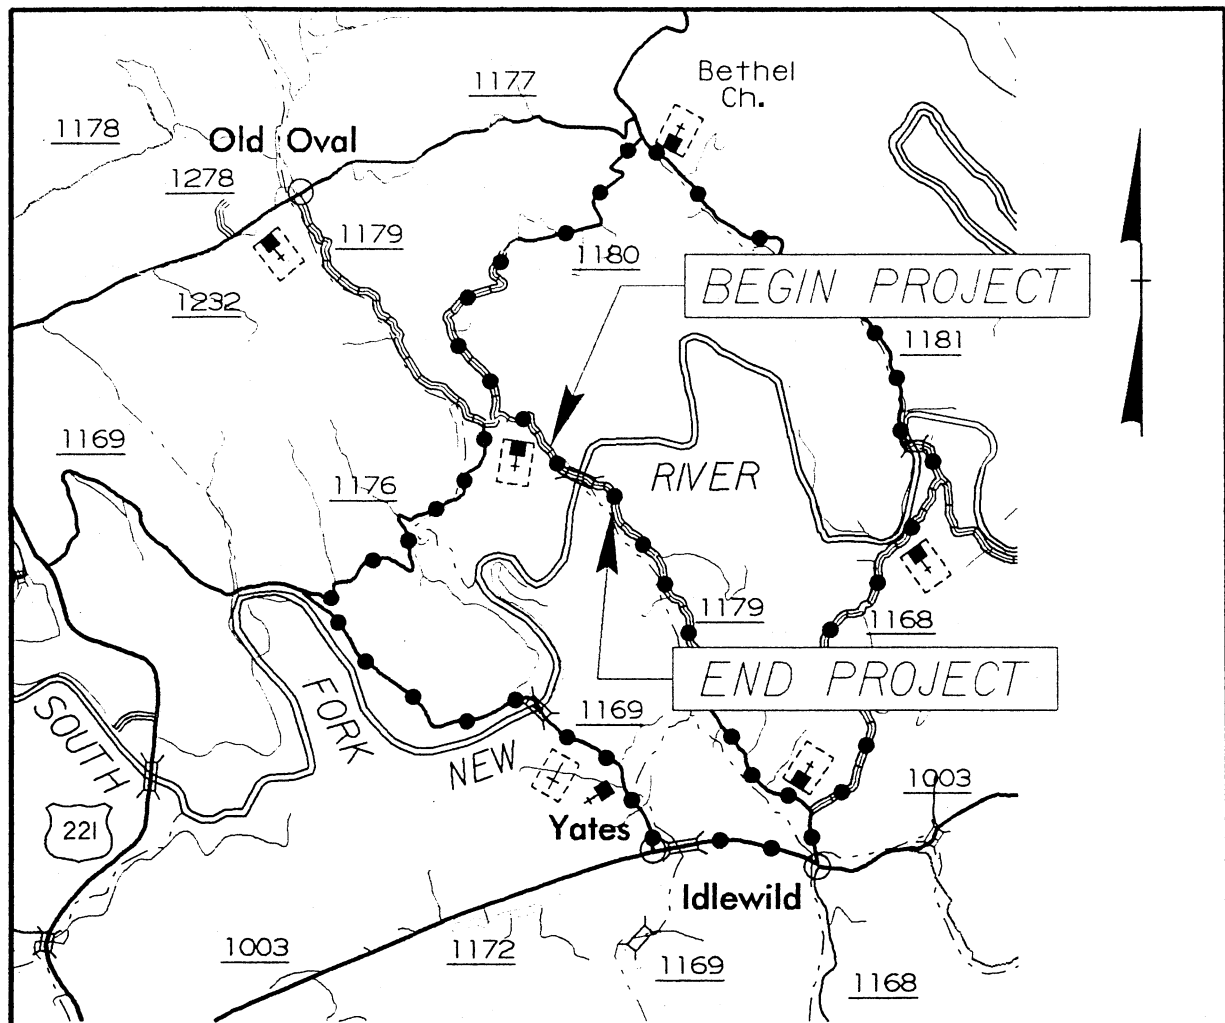 Bethel
Ch.
1177
1178
Old Oval
1278
1179
1180
1232
BEGIN PROJECT
1181
1169
RIVER
1176
1179
1168
END PROJECT
FORK
SOUTH
NEW
1169
1003
221
Yates
Idlewild
1003
1172
1169
1168